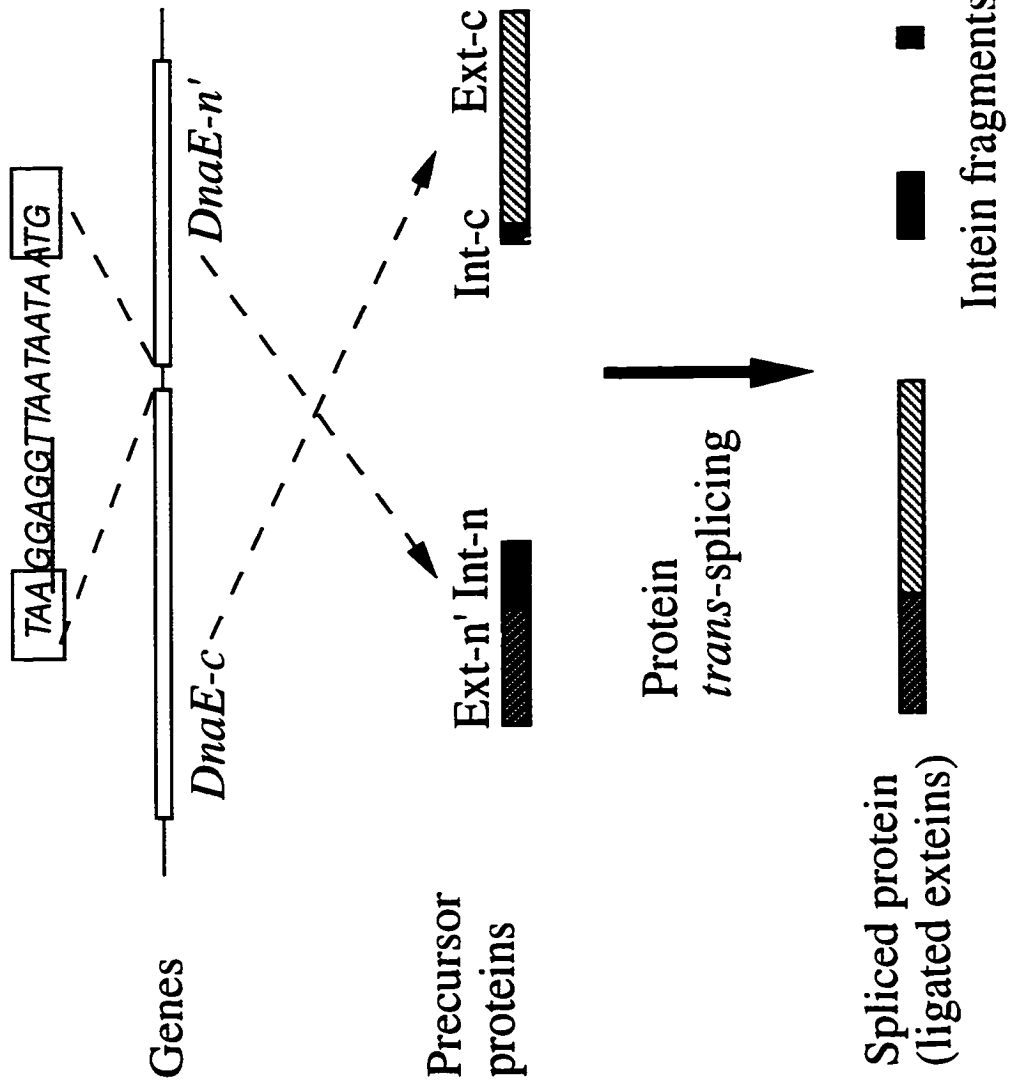 TAAGGAGGTTAATAATAATG
Genes
DnaE-c DnaE-n'
Precursor
proteins
Ext-n' Int-n Int-c Ext-c
Protein
trans-splicing
Spliced protein
(ligated exteins)
Intein fragments